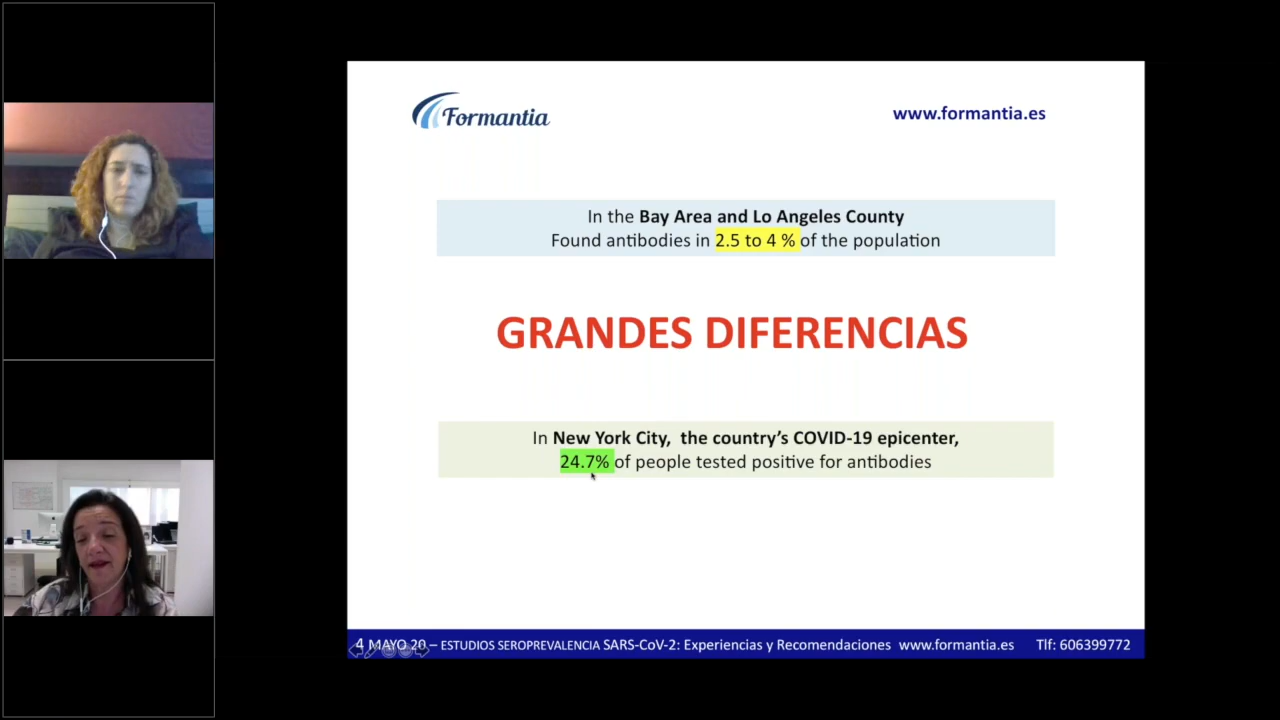 Formantia
www.formantia.es
In the Bay Area and Lo Angeles County
Found antibodies in 2.5 to 4 % of the population
GRANDES DIFERENCIAS
In New York City, the country's COVID-19 epicenter,
24.7% of people tested positive for antibodies
4 MAYO 20 – ESTUDIOS SEROPREVALENCIA SARS-CoV-2: Experiencias y Recomendaciones www.formantia.es Tlf: 606399772